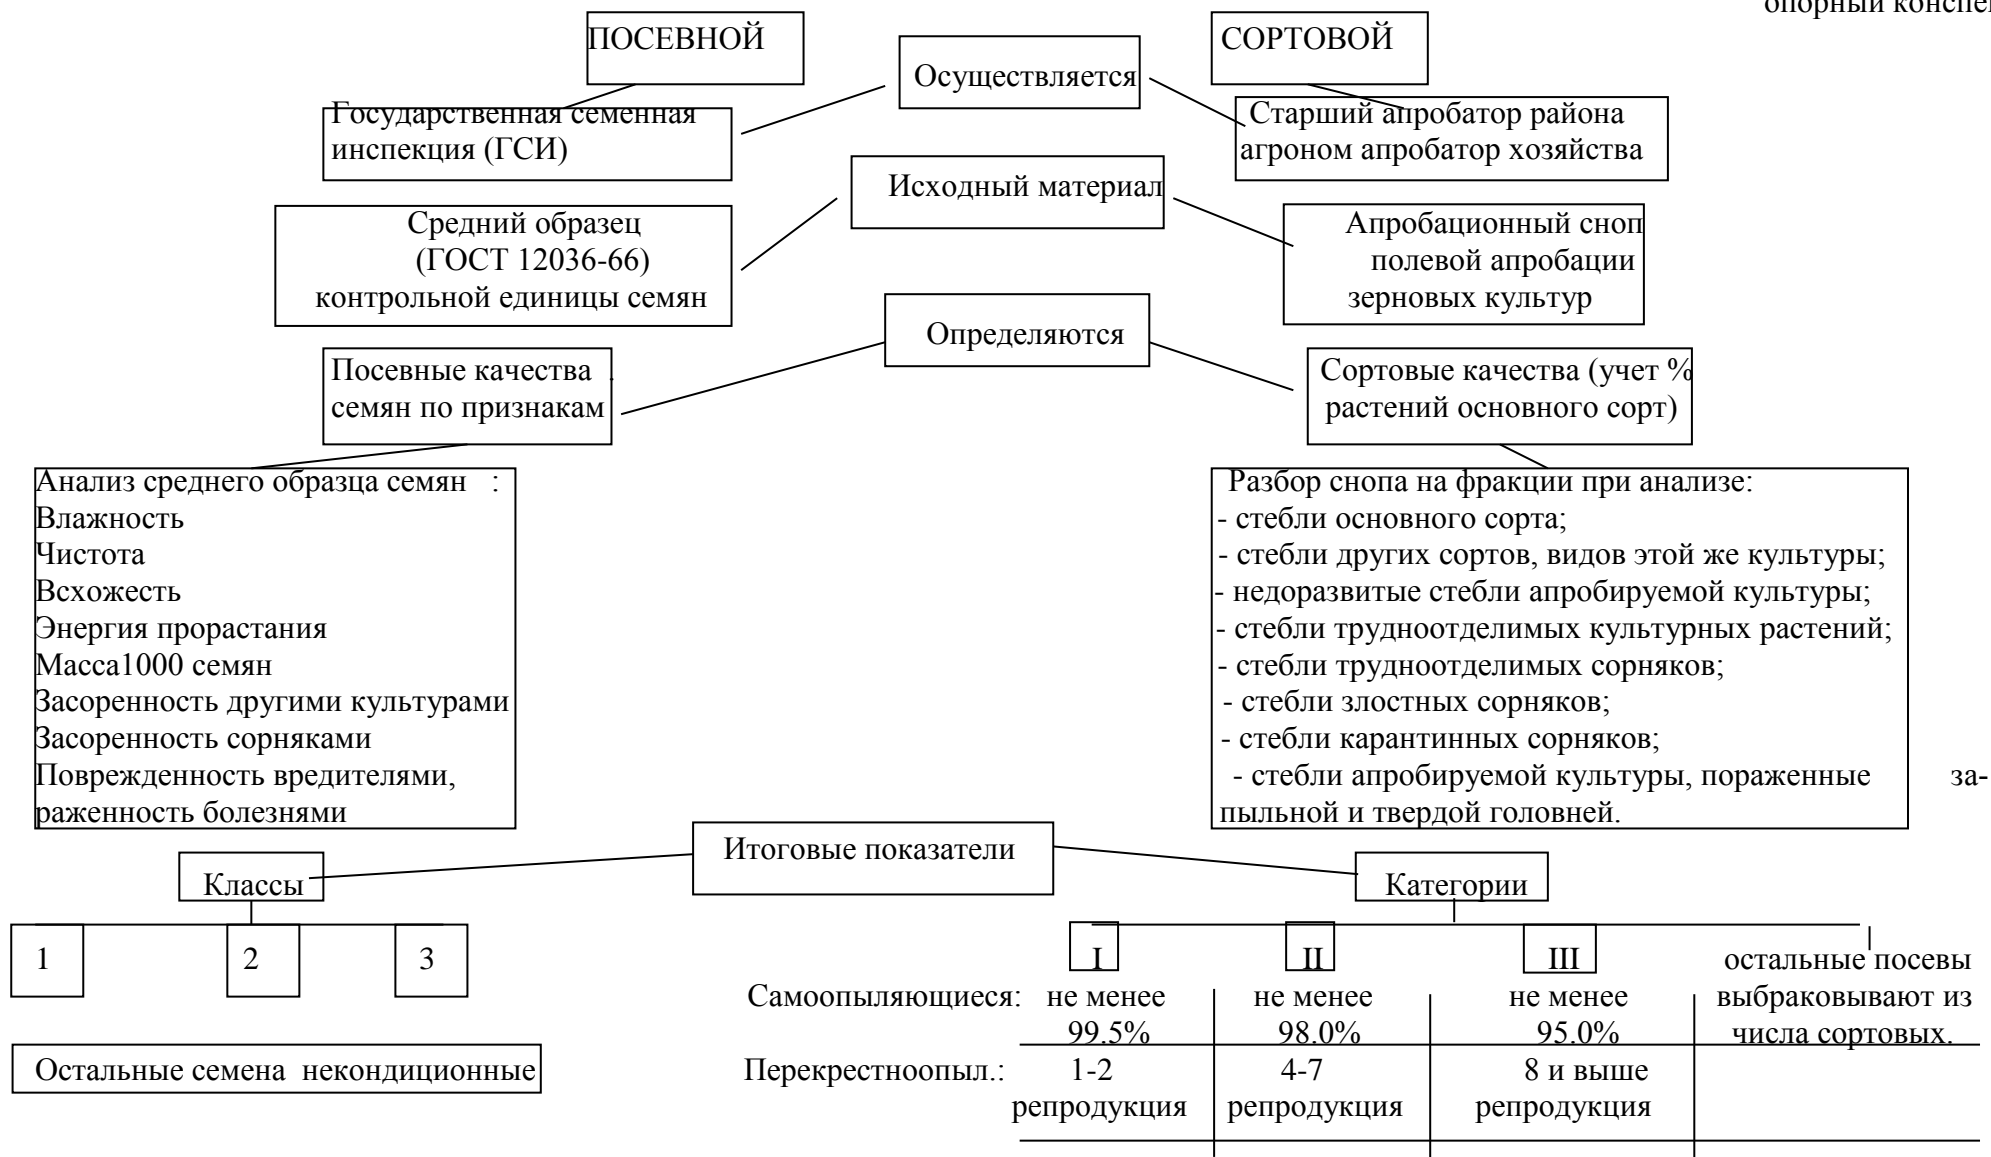 опорный конспек
ПОСЕВНОЙ
СОРТОВОЙ
Осуществляется
Государственная семенная
инспекция (ГСИ)
Старший апробатор района
агроном апробатор хозяйства
Исходный материал
Средний образец
(ГОСТ 12036-66)
контрольной единицы семян
Апробационный сноп
полевой апробации
зерновых культур
Определяются
Посевные качества .
семян по признакам
Сортовые качества (учет %
растений основного сорт)
Анализ среднего образца семян :
Влажность
Чистота
Всхожесть
Энергия прорастания
Масса1000 семян
Засоренность другими культурами
Засоренность сорняками
Поврежденность вредителями,
раженность болезнями
Разбор снопа на фракции при анализе:
- стебли основного сорта;
- стебли других сортов, видов этой же культуры;
- недоразвитые стебли апробируемой культуры;
- стебли трудноотделимых культурных растений;
- стебли трудноотделимых сорняков;
- стебли злостных сорняков;
- стебли карантинных сорняков;
- стебли апробируемой культуры, пораженные за-
пыльной и твердой головней.
Итоговые показатели
Классы
Категории
1 2 3
I II III остальные посевы
Самоопыляющиеся: не менее не менее не менее выбраковывают из
99.5% 98.0% 95.0% числа сортовых.
Остальные семена некондиционные
Перекрестноопыл.: 1-2 4-7 8 и выше
репродукция репродукция репродукция